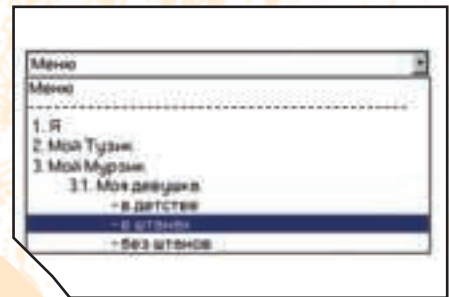 Меню
Меню
1. Я
2. Мой Тузик
3. Мой Мурзик
3.1. Моя девушка
- в детстве
- в штанах
- без штанов